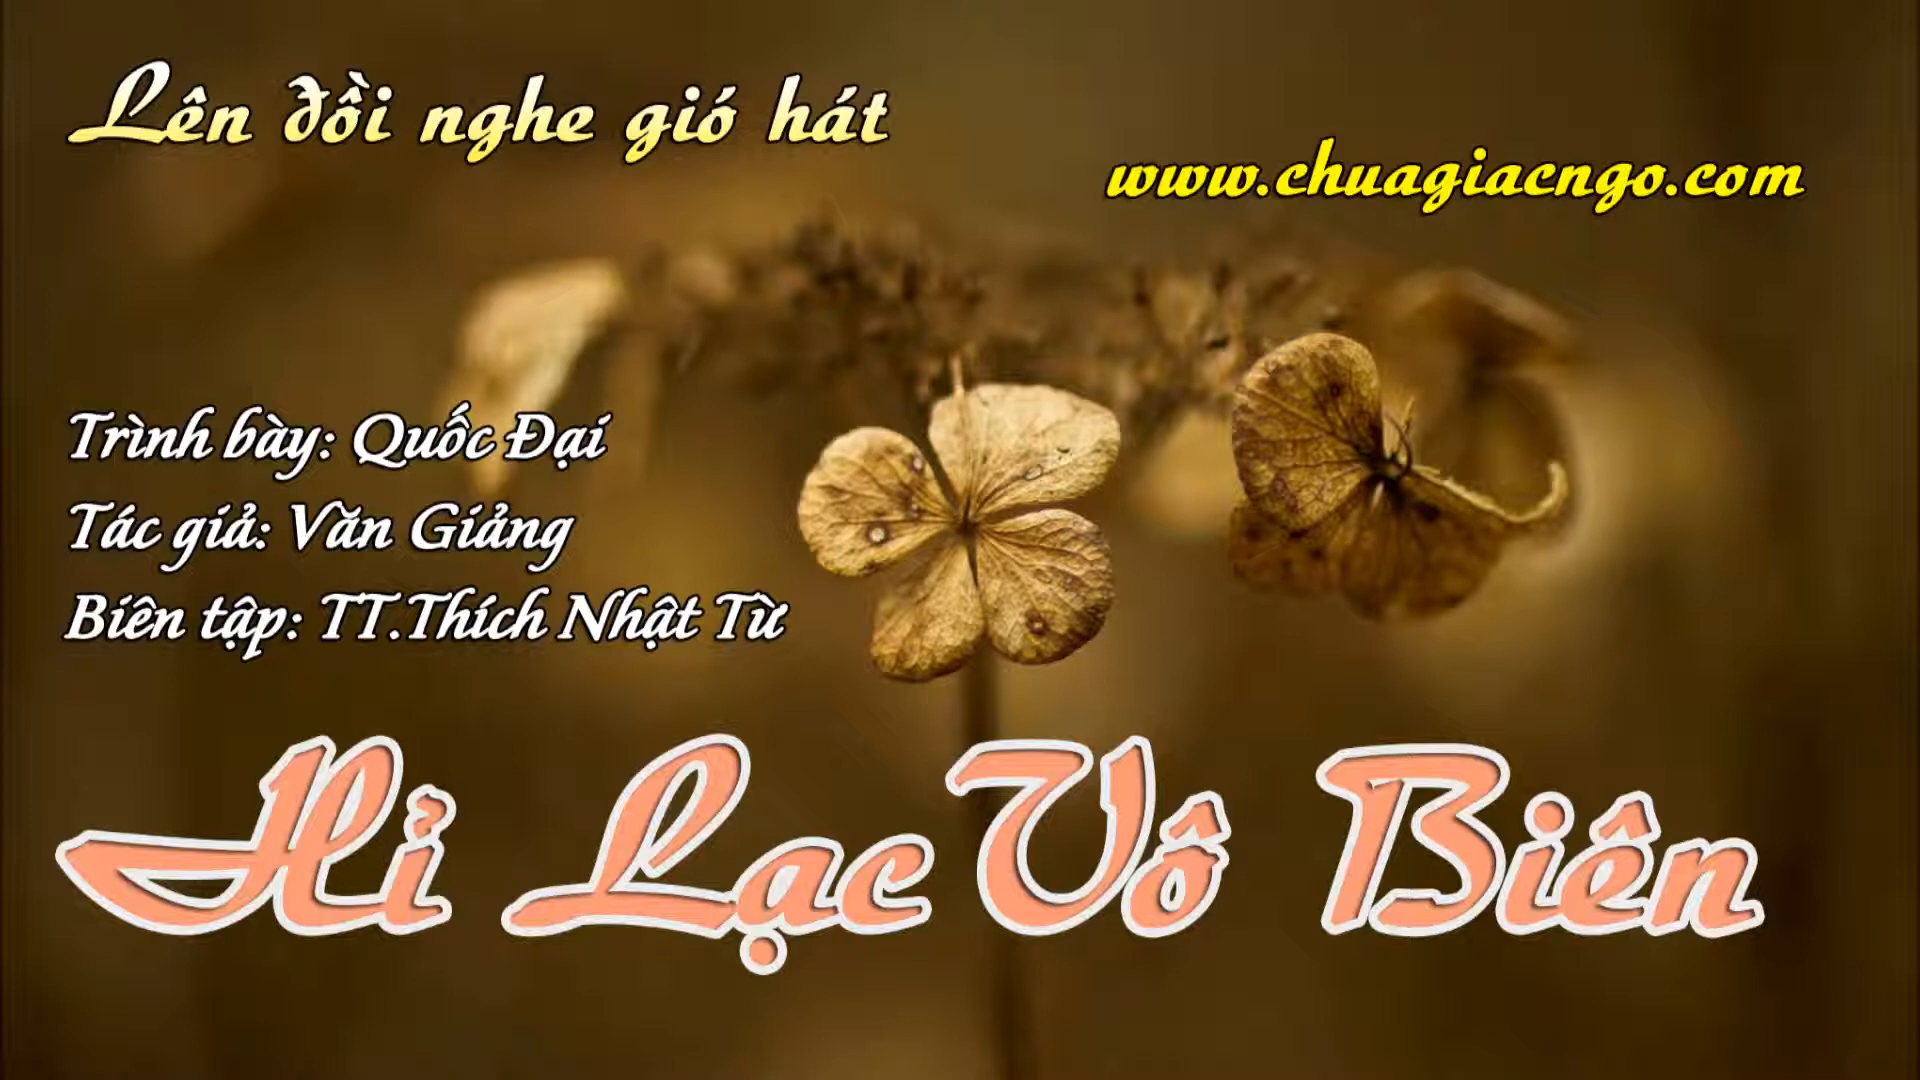 Lên đồi nghe gió hát
www.chuagiacngo.com
Trình bày: Quốc Đại
Tác giả: Văn Giảng
Biên tập: TT.Thích Nhật Từ
Hỉ Lạc Vô Biên